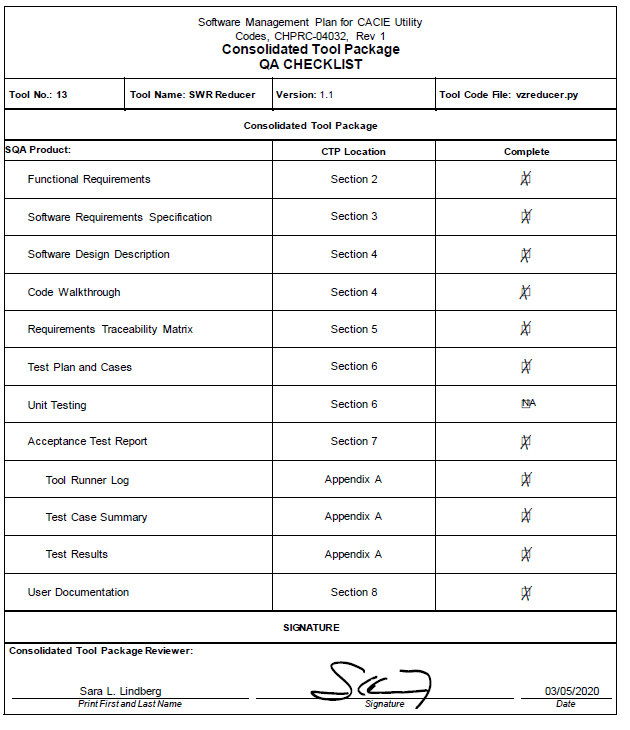 Software Management Plan for CACIE Utility
Codes, CHPRC-04032, Rev 1
Consolidated Tool Package
QA CHECKLIST
Tool No.: 13 Tool Name: SWR Reducer Version: 1.1 Tool Code File: vzreducer.py
Consolidated Tool Package
SQA Product: CTP Location Complete
Functional Requirements Section 2 X
Software Requirements Specification Section 3 X
Software Design Description Section 4 X
Code Walkthrough Section 4 X
Requirements Traceability Matrix Section 5 X
Test Plan and Cases Section 6 X
Unit Testing Section 6 NA
Acceptance Test Report Section 7 X
Tool Runner Log Appendix A X
Test Case Summary Appendix A X
Test Results Appendix A X
User Documentation Section 8 X
SIGNATURE
Consolidated Tool Package Reviewer:
Sara L. Lindberg 03/05/2020
Print First and Last Name Signature Date